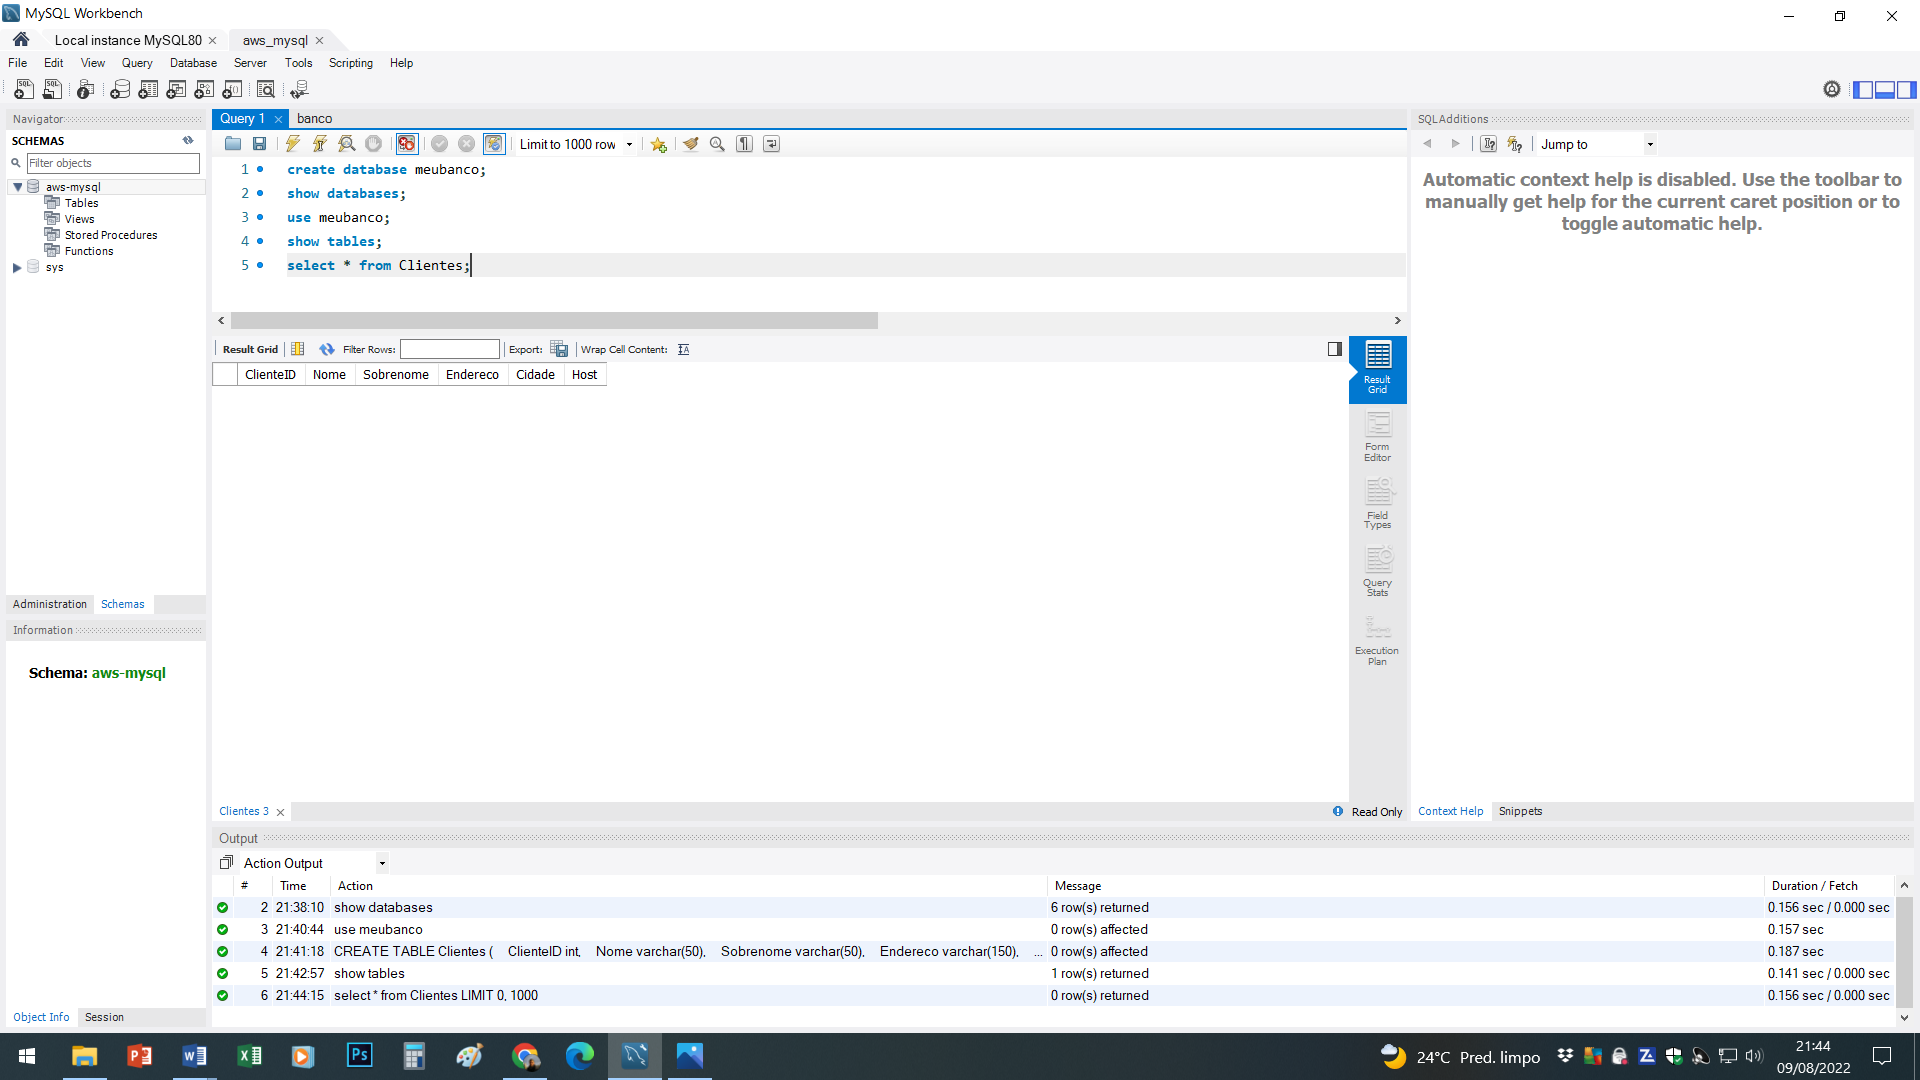 MySQL Workbench
Local instance MySQL80
aws_mysql
File Edit View Query Database Server Tools Scripting Help
Navigator
SCHEMAS
Filter objects
aws-mysql
Tables
Views
Stored Procedures
Functions
sys
Administration Schemas
Information
Schema: aws-mysql
Object Info Session
Query 1 banco
Limit to 1000 row
1 create database meubanco;
2 show databases;
3 use meubanco;
4 show tables;
5 select * from Clientes;
Result Grid Filter Rows: Export: Wrap Cell Content:
ClienteID Nome Sobrenome Endereco Cidade Host
Result
Grid
Form
Editor
Field
Types
Query
Stats
Execution
Plan
Clientes 3
Read Only
SQLAdditions
Jump to
Automatic context help is disabled. Use the toolbar to
manually get help for the current caret position or to
toggle automatic help.
Context Help Snippets
Output
Action Output
# Time Action Message Duration / Fetch
2 21:38:10 show databases 6 row(s) returned 0.156 sec / 0.000 sec
3 21:40:44 use meubanco 0 row(s) affected 0.157 sec
4 21:41:18 CREATE TABLE Clientes ( ClienteID int, Nome varchar(50), Sobrenome varchar(50), Endereco varchar(150), ... 0 row(s) affected 0.187 sec
5 21:42:57 show tables 1 row(s) returned 0.141 sec / 0.000 sec
6 21:44:15 select * from Clientes LIMIT 0, 1000 0 row(s) returned 0.156 sec / 0.000 sec
24°C Pred. limpo
21:44
09/08/2022